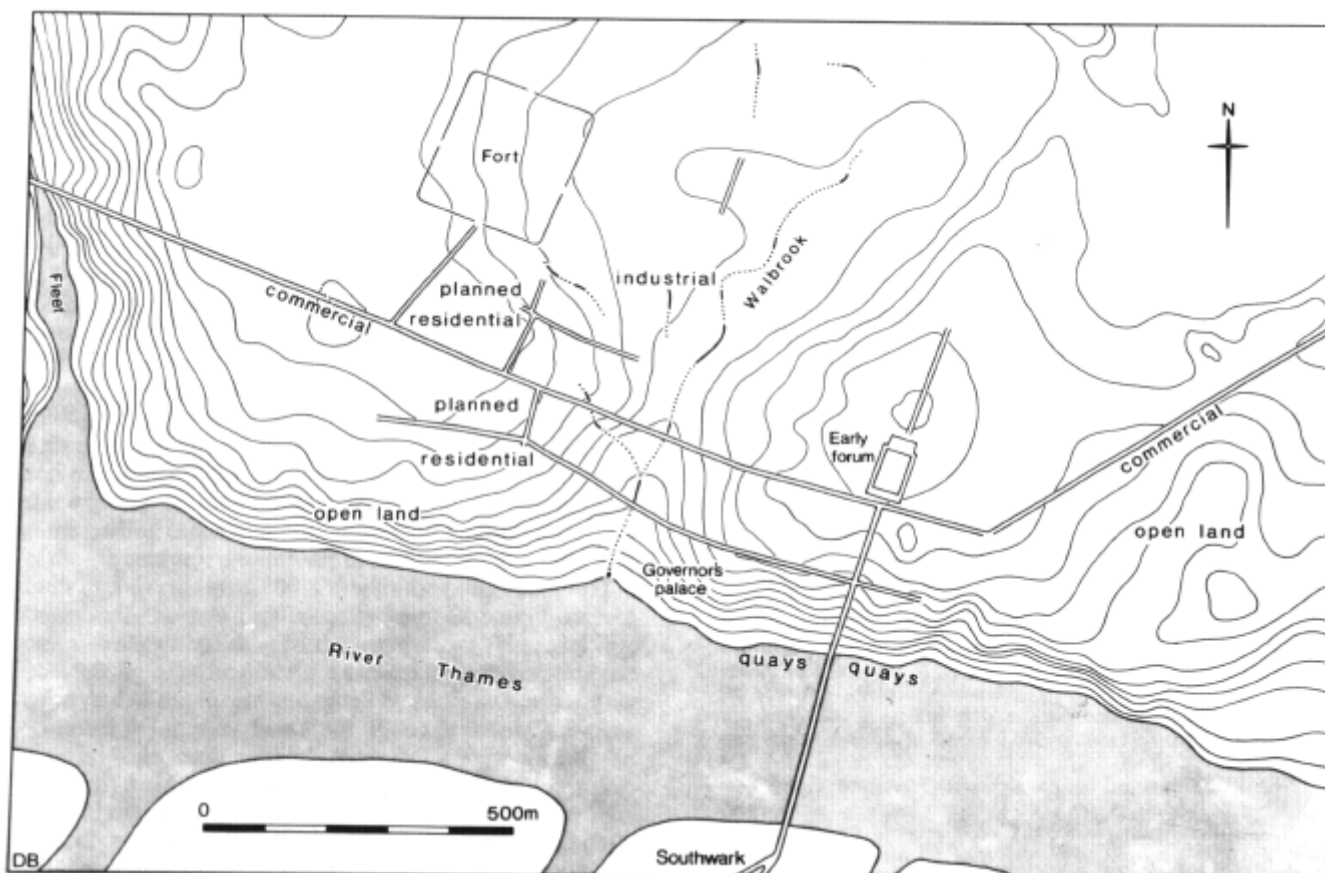 N
Fort
Walbrook
industrial
planned
residential
commercial
Fleet
planned
residential
Early
forum
commercial
open land
open land
Governors
palace
River Thames
quays quays
0 500m
Southwark
DB